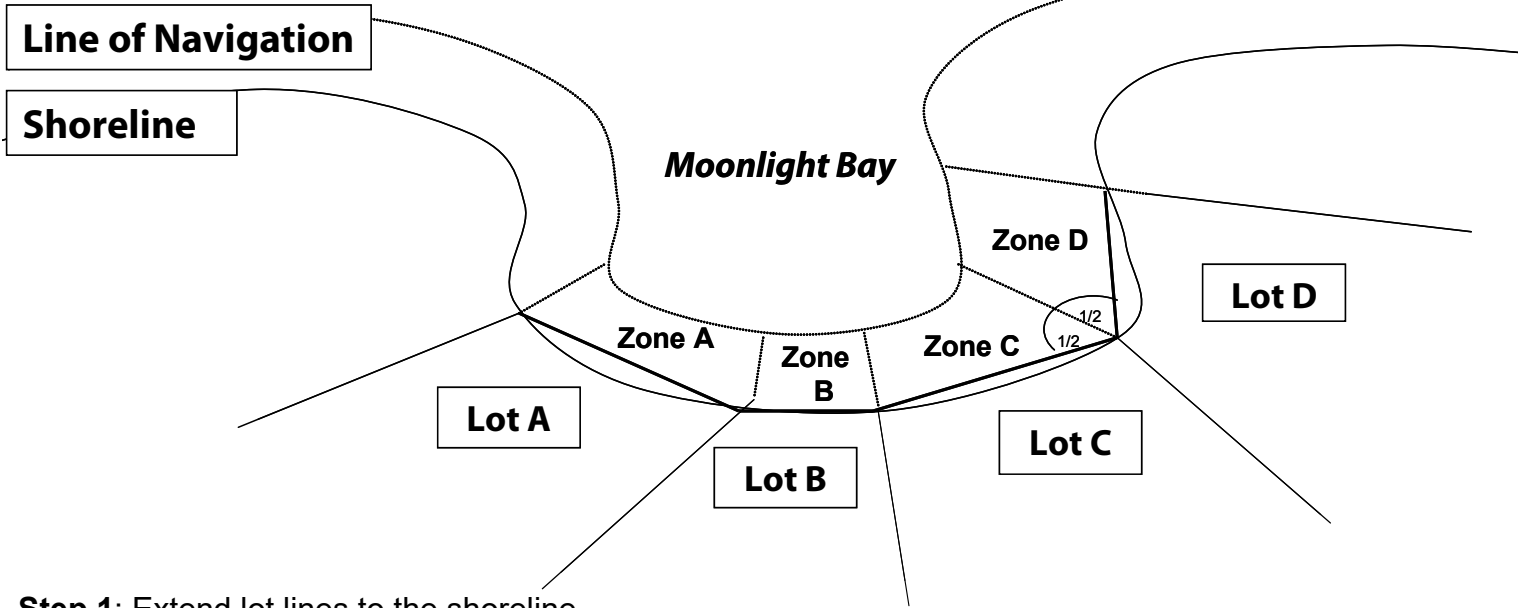 Line of Navigation
Shoreline
Moonlight Bay
Zone D
Lot D
1/2
1/2
Zone A
Zone
B
Zone C
Lot A
Lot B
Lot C
Step 1: Extend lot lines to the shoreline